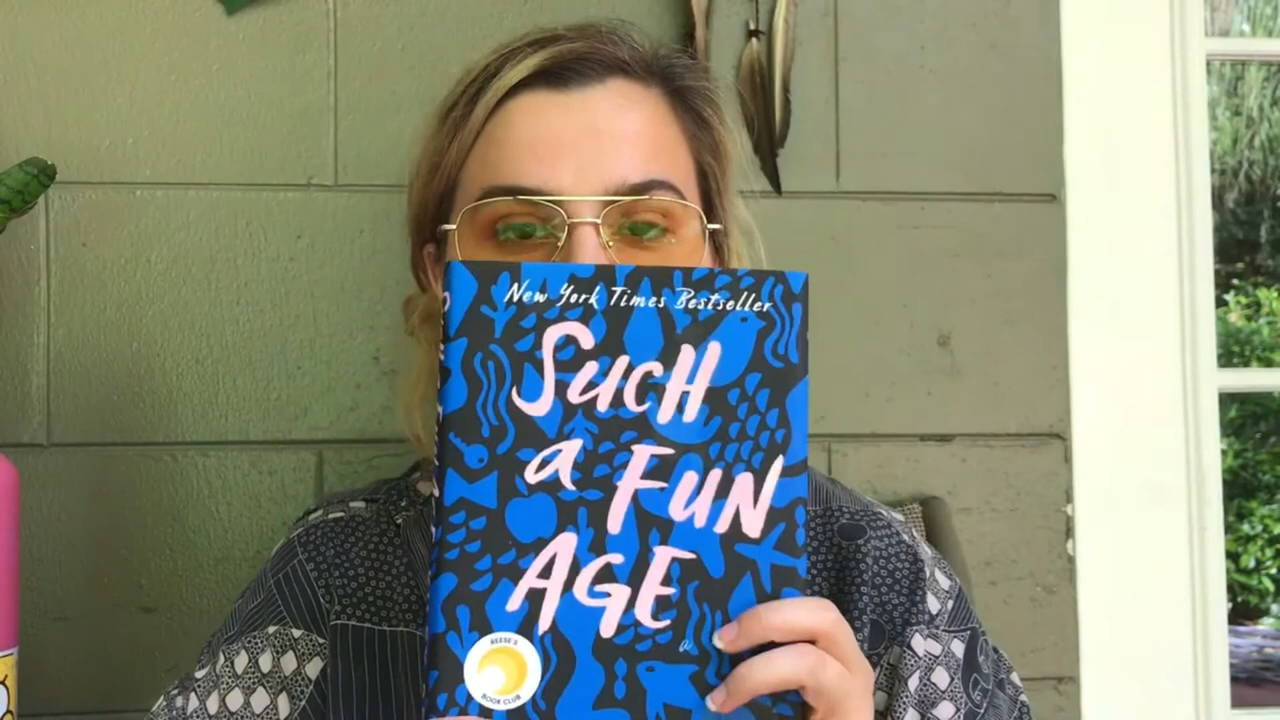 New York Times Bestseller
SUCH
a FUN
AGE
REESE'S
BOOK CLUB